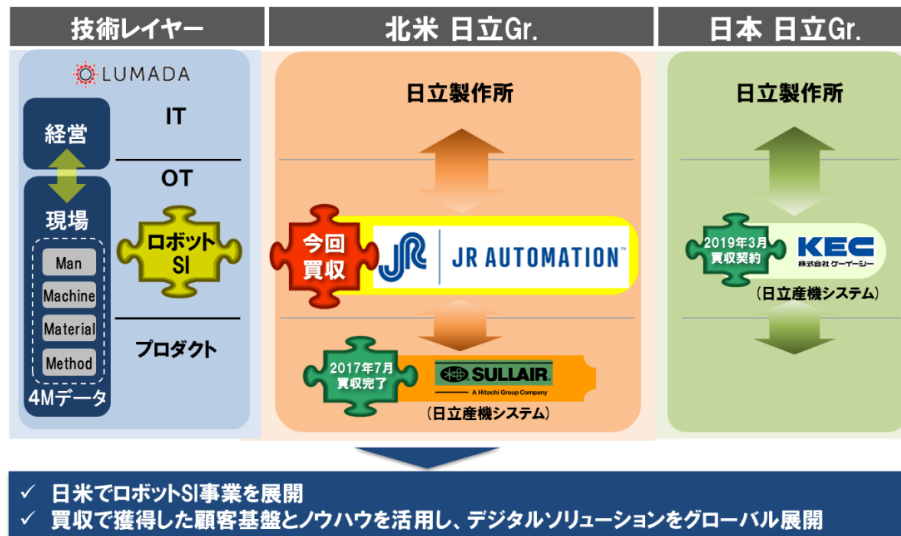 技術レイヤー
北米 日立Gr.
日本 日立Gr.
LUMADA
経営
IT
OT
現場
ロボット
SI
Man
Machine
Material
Method
4Mデータ
プロダクト
日立製作所
今回
買収
JR
JR AUTOMATION™
2017年7月
買収完了
SULLAIR
A Hitachi Group Company
(日立産機システム)
日立製作所
2019年3月
買収契約
KEC
株式会社 ケーイーシー
(日立産機システム)
✓ 日米でロボットSI事業を展開
✓ 買収で獲得した顧客基盤とノウハウを活用し、デジタルソリューションをグローバル展開